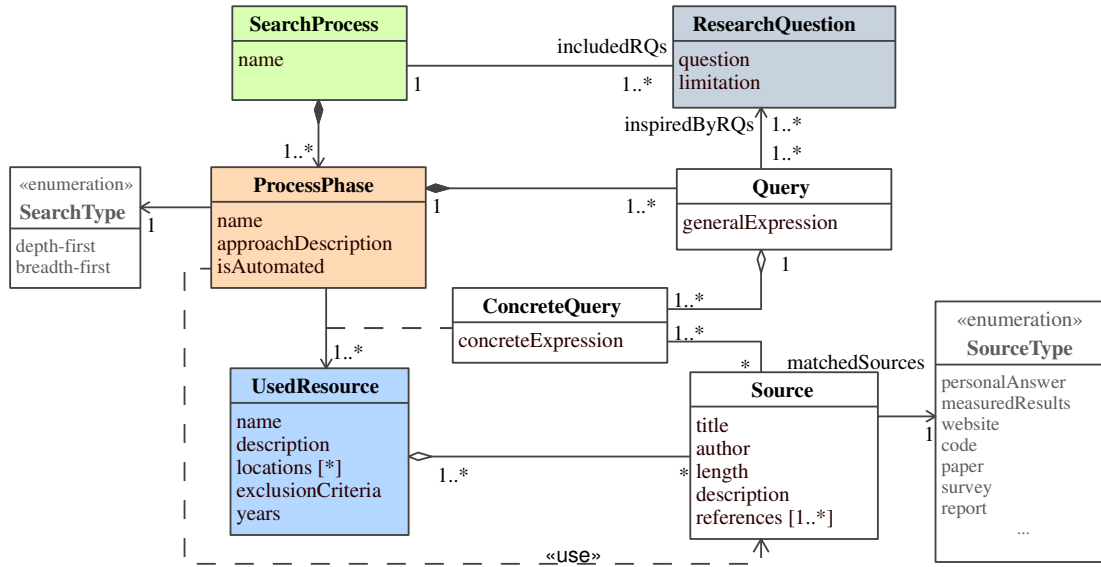 SearchProcess
name
includedRQs
1
1..*
ResearchQuestion
question
limitation
inspiredByRQs
1..*
1..*
1..*
«enumeration»
SearchType
depth-first
breadth-first
1
ProcessPhase
name
approachDescription
isAutomated
1
1..*
Query
generalExpression
1
ConcreteQuery
concreteExpression
1..*
1..*
1..*
*
matchedSources
UsedResource
name
description
locations [*]
exclusionCriteria
years
1..*
*
Source
title
author
length
description
references [1..*]
1
«enumeration»
SourceType
personalAnswer
measuredResults
website
code
paper
survey
report
...
«use»